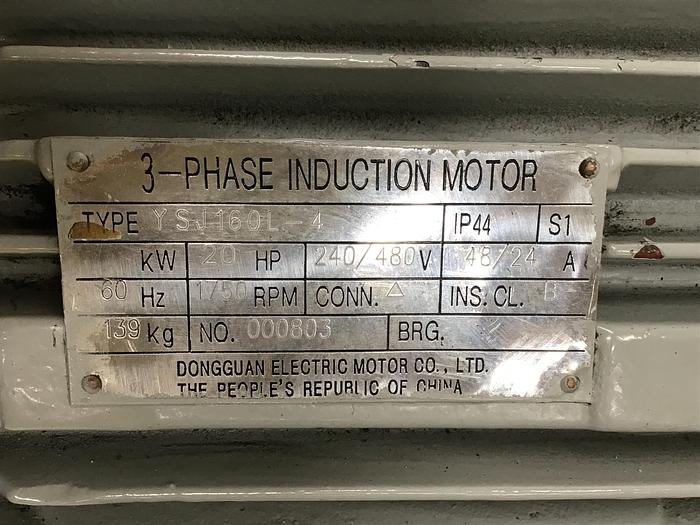 3-PHASE INDUCTION MOTOR
TYPE YSJ160L-4 IP44 S1
KW 20 HP 240/480 V 48/24 A
60 Hz 1750 RPM CONN. △ INS. CL. B
139 Kg NO. 000803 BRG.
DONGGUAN ELECTRIC MOTOR CO., LTD.
THE PEOPLE'S REPUBLIC OF CHINA